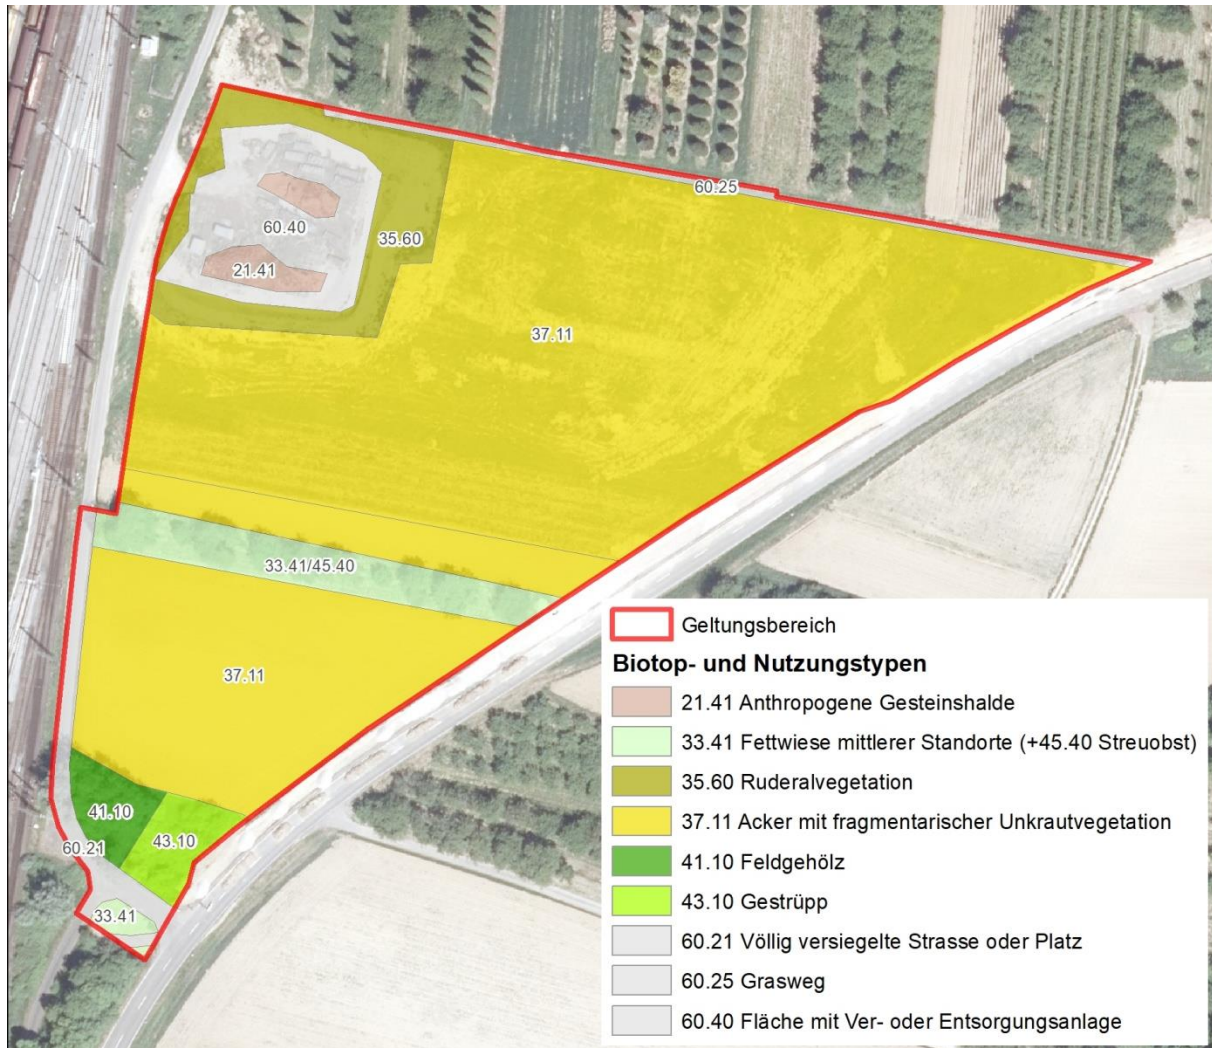 60.25
60.40
35.60
21.41
37.11
33.41/45.40
37.11
41.10
43.10
60.21
33.41
Geltungsbereich
Biotop- und Nutzungstypen
21.41 Anthropogene Gesteinshalde
33.41 Fettwiese mittlerer Standorte (+45.40 Streuobst)
35.60 Ruderalvegetation
37.11 Acker mit fragmentarischer Unkrautvegetation
41.10 Feldgehölz
43.10 Gestrüpp
60.21 Völlig versiegelte Strasse oder Platz
60.25 Grasweg
60.40 Fläche mit Ver- oder Entsorgungsanlage